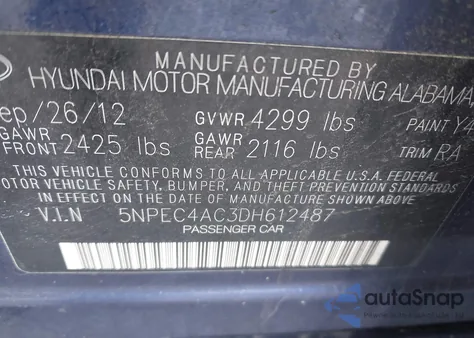 MANUFACTURED BY
HYUNDAI MOTOR MANUFACTURING ALABAMA
ep/26/12 GVWR 4299 lbs PAINT Y
GAWR FRONT 2425 lbs GAWR REAR 2116 lbs TRIM RA
THIS VEHICLE CONFORMS TO ALL APPLICABLE U.S.A. FEDERAL
OTOR VEHICLE SAFETY, BUMPER, AND THEFT PREVENTION STANDARDS
IN EFFECT ON THE DATE OF MANUFACTURE SHOWN ABOVE.
V.I.N 5NPEC4AC3DH612487
PASSENGER CAR
autoSnap